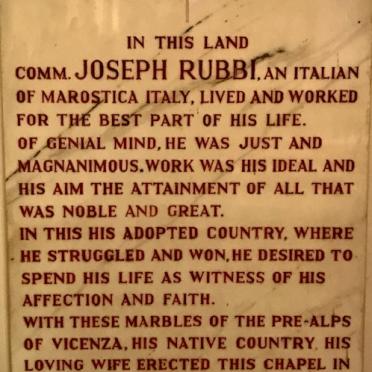 IN THIS LAND
COMM. JOSEPH RUBBI, AN ITALIAN
OF MAROSTICA ITALY, LIVED AND WORKED
FOR THE BEST PART OF HIS LIFE.
OF GENIAL MIND, HE WAS JUST AND
MAGNANIMOUS. WORK WAS HIS IDEAL AND
HIS AIM THE ATTAINMENT OF ALL THAT
WAS NOBLE AND GREAT.
IN THIS HIS ADOPTED COUNTRY, WHERE
HE STRUGGLED AND WON, HE DESIRED TO
SPEND HIS LIFE AS WITNESS OF HIS
AFFECTION AND FAITH.
WITH THESE MARBLES OF THE PRE-ALPS
OF VICENZA, HIS NATIVE COUNTRY, HIS
LOVING WIFE ERECTED THIS CHAPEL IN